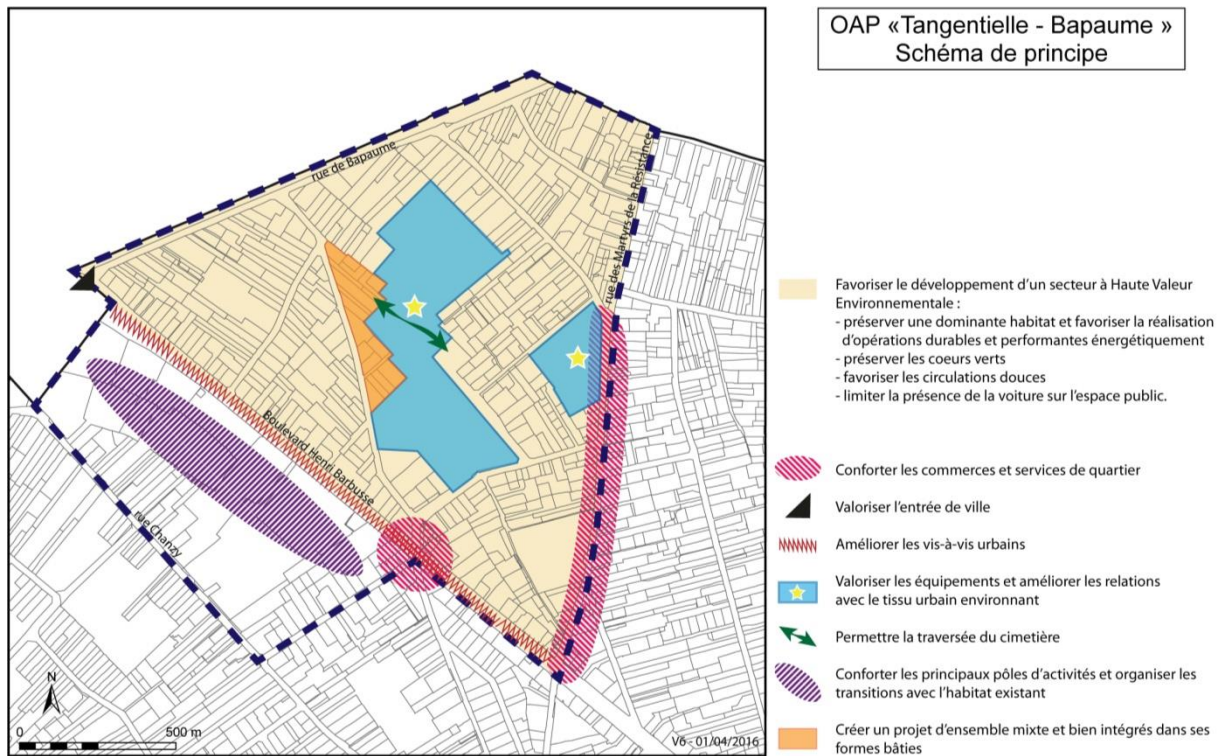 OAP «Tangentielle - Bapaume »
Schéma de principe
rue de Bapaume
rue des Martyrs de la Résistance
Boulevard Henri Barbusse
rue Chanzy
N
0
500 m
V6 - 01/04/2016
Favoriser le développement d'un secteur à Haute Valeur
Environnementale :
- préserver une dominante habitat et favoriser la réalisation
d'opérations durables et performantes énergétiquement
- préserver les coeurs verts
- favoriser les circulations douces
- limiter la présence de la voiture sur l'espace public.
Conforter les commerces et services de quartier
Valoriser l'entrée de ville
Améliorer les vis-à-vis urbains
Valoriser les équipements et améliorer les relations
avec le tissu urbain environnant
Permettre la traversée du cimetière
Conforter les principaux pôles d'activités et organiser les
transitions avec l'habitat existant
Créer un projet d'ensemble mixte et bien intégrés dans ses
formes bâties